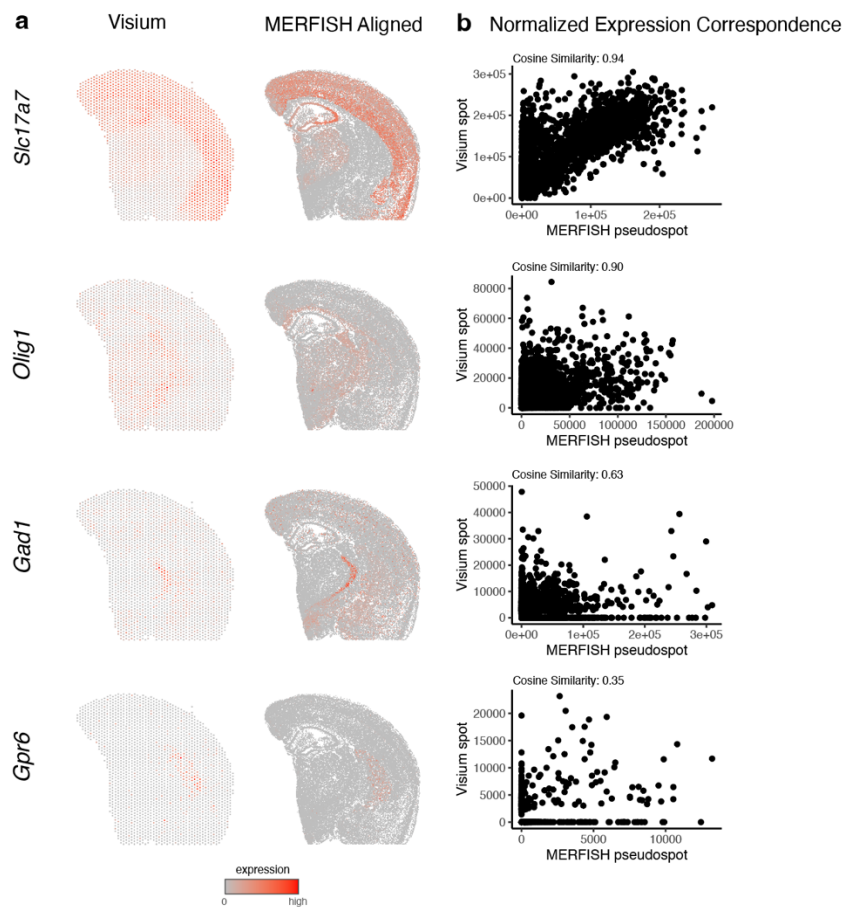 a Visium MERFISH Aligned b Normalized Expression Correspondence
Slc17a7
Cosine Similarity: 0.94
3e+05
2e+05
1e+05
0e+00
Visium spot
0e+00 1e+05 2e+05
MERFISH pseudospot
Olig1
Cosine Similarity: 0.90
80000
60000
40000
20000
0
Visium spot
0 50000 100000 150000 200000
MERFISH pseudospot
Gad1
Cosine Similarity: 0.63
50000
40000
30000
20000
10000
0
Visium spot
0e+00 1e+05 2e+05 3e+05
MERFISH pseudospot
Gpr6
Cosine Similarity: 0.35
20000
15000
10000
5000
0
Visium spot
0 5000 10000
MERFISH pseudospot
expression
0 high